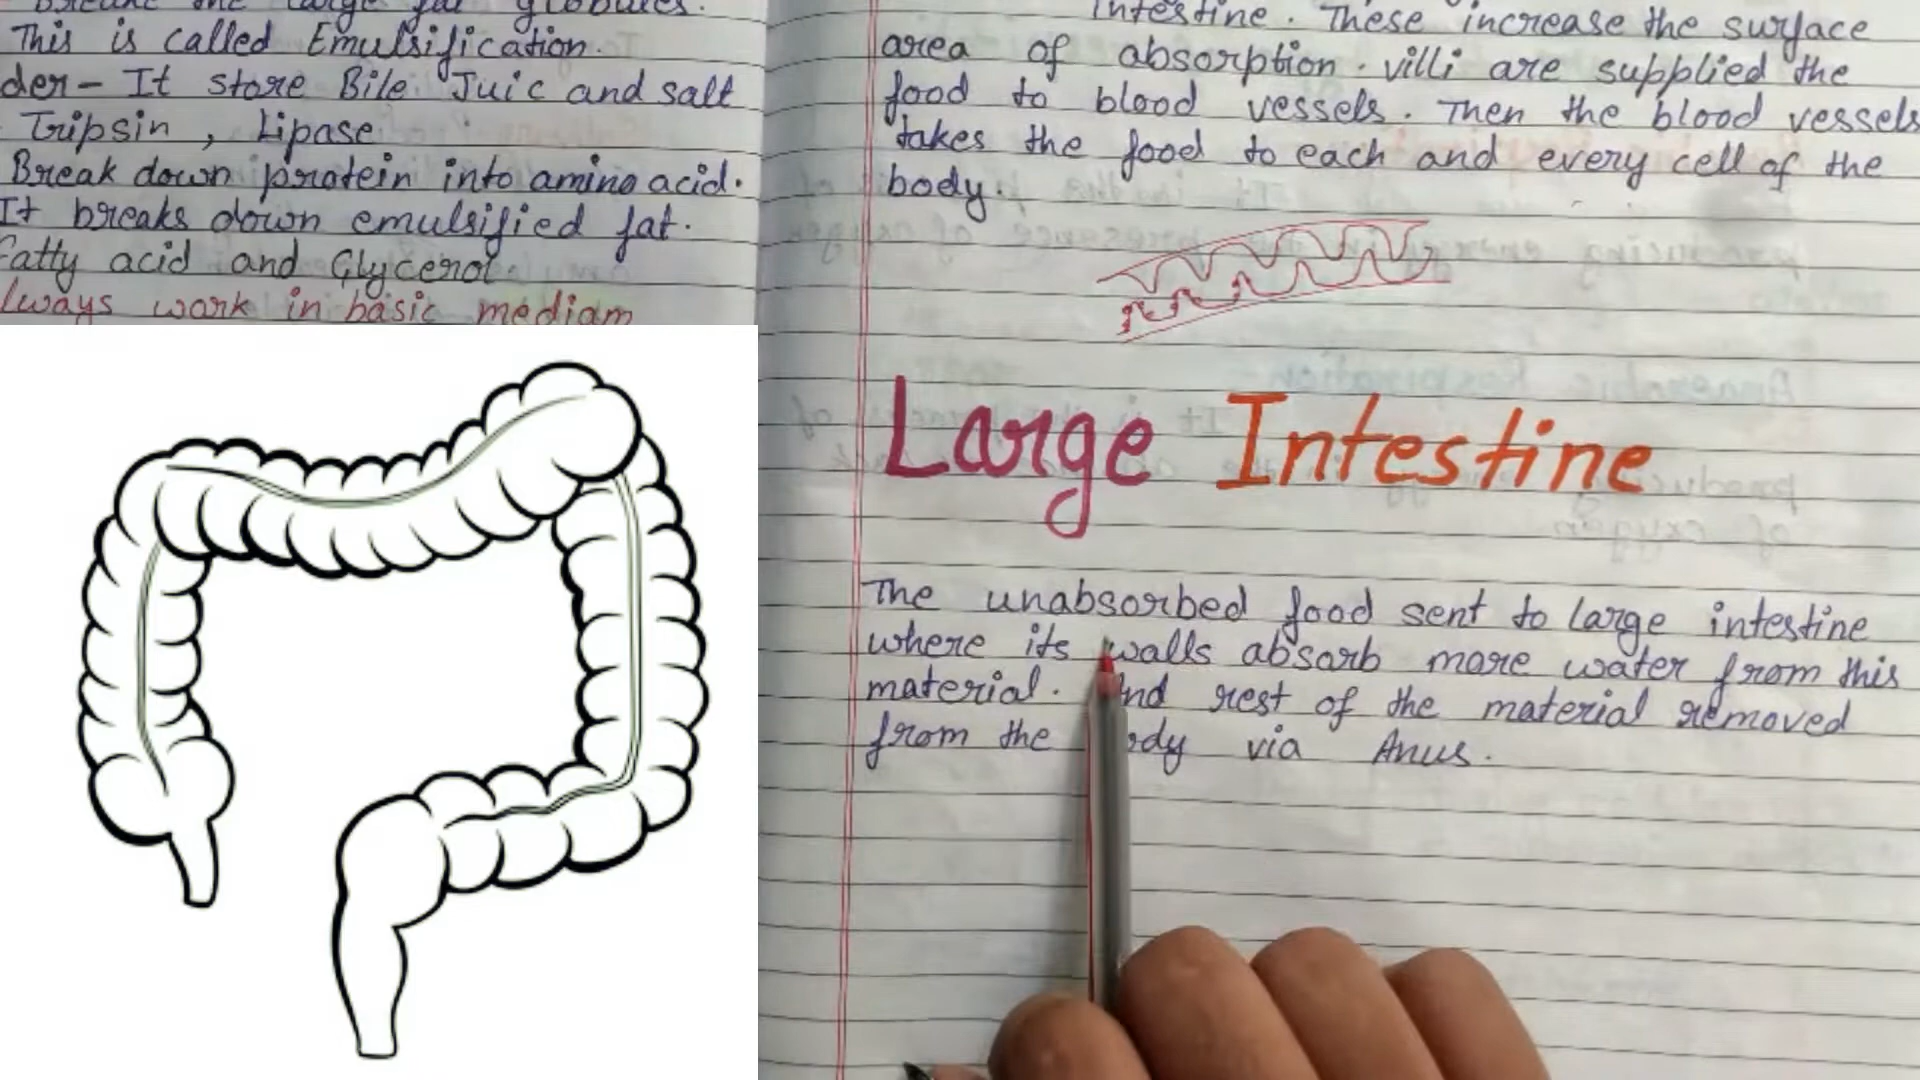 This is called Emulsification.
der - It store Bile Juic and salt
Tripsin , Lipase
Break down protein into amino acid.
It breaks down emulsified fat.
Fatty acid and Glycerol.
lways work in basic mediam
intestine. These increase the surface
area of absorption. villi are supplied the
food to blood vessels. Then the blood vessels
takes the food to each and every cell of the
body.
Large Intestine
The unabsorbed food sent to large intestine
where its walls absorb more water from this
material. And rest of the material removed
from the ody via Anus.